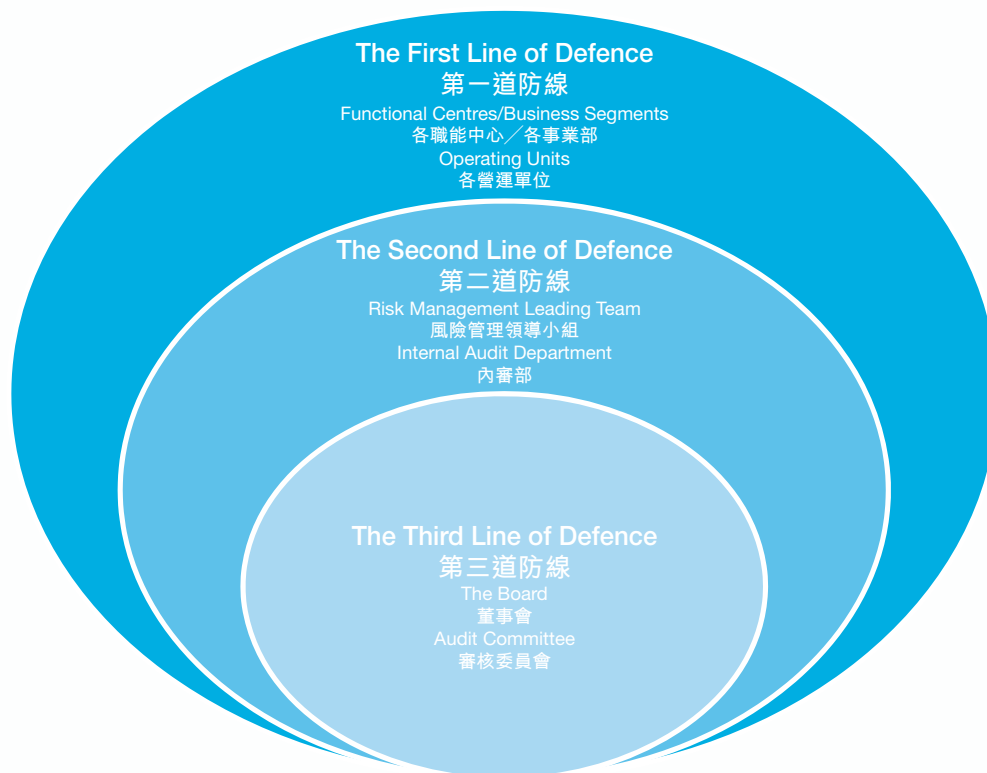 The First Line of Defence
第一道防線
Functional Centres/Business Segments
各職能中心／各事業部
Operating Units
各營運單位
The Second Line of Defence
第二道防線
Risk Management Leading Team
風險管理領導小組
Internal Audit Department
內審部
The Third Line of Defence
第三道防線
The Board
董事會
Audit Committee
審核委員會